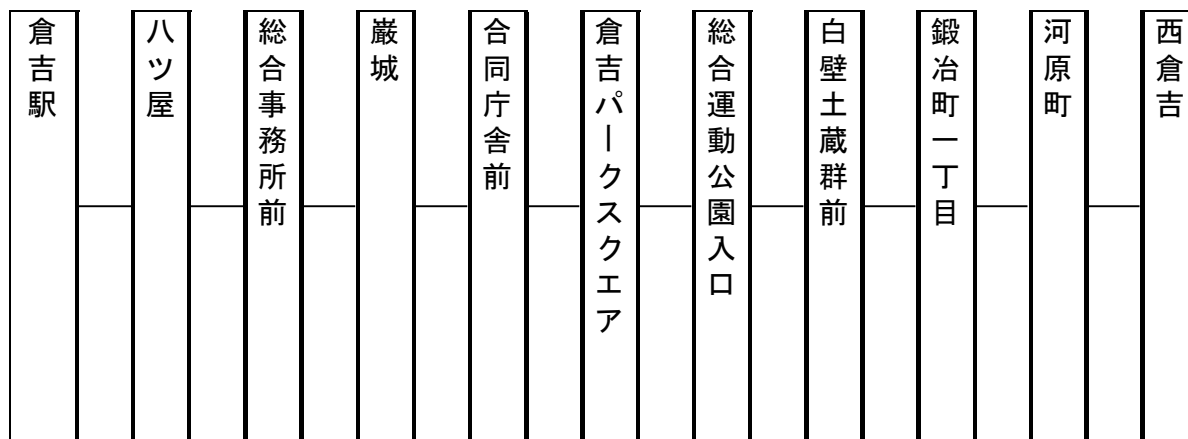 倉吉駅
八ツ屋
総合事務所前
巌城
合同庁舎前
倉吉パークスクエア
総合運動公園入口
白壁土蔵群前
鍛冶町一丁目
河原町
西倉吉